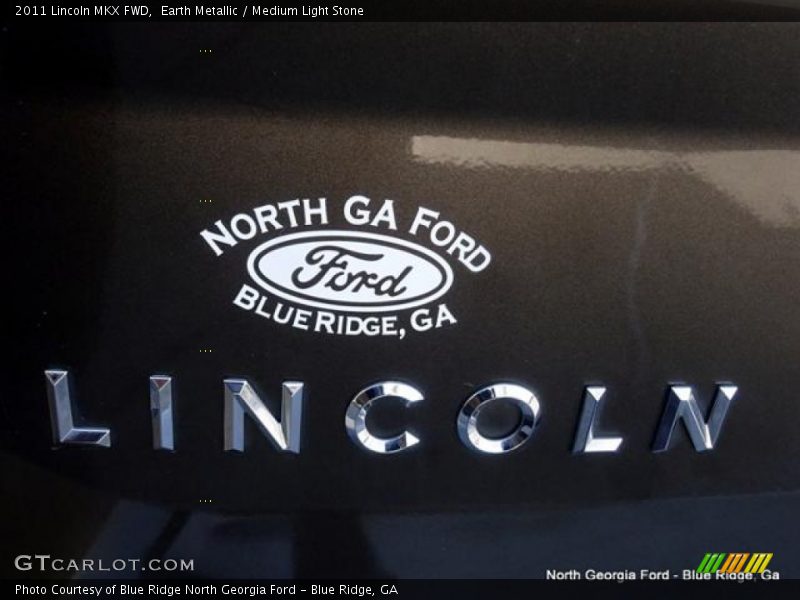 2011 Lincoln MKX FWD,  Earth Metallic / Medium Light Stone
NORTH GA FORD
Ford
BLUE RIDGE, GA
LINCOLN
GTCARLOT.COM
North Georgia Ford - Blue Ridge, Ga
Photo Courtesy of Blue Ridge North Georgia Ford – Blue Ridge, GA